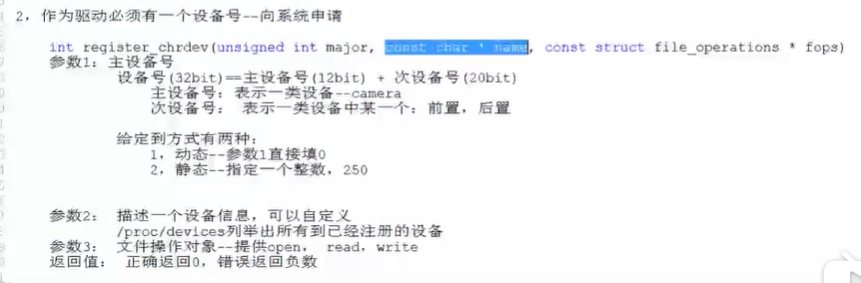 2，作为驱动必须有一个设备号--向系统申请
int register_chrdev(unsigned int major, const char * name, const struct file_operations * fops)
参数1：主设备号
设备号(32bit)==主设备号(12bit) + 次设备号(20bit)
主设备号：表示一类设备--camera
次设备号： 表示一类设备中某一个：前置，后置
给定到方式有两种：
1，动态--参数1直接填0
2，静态--指定一个整数，250
参数2： 描述一个设备信息，可以自定义
/proc/devices列举出所有到已经注册的设备
参数3： 文件操作对象--提供open， read，write
返回值： 正确返回0，错误返回负数